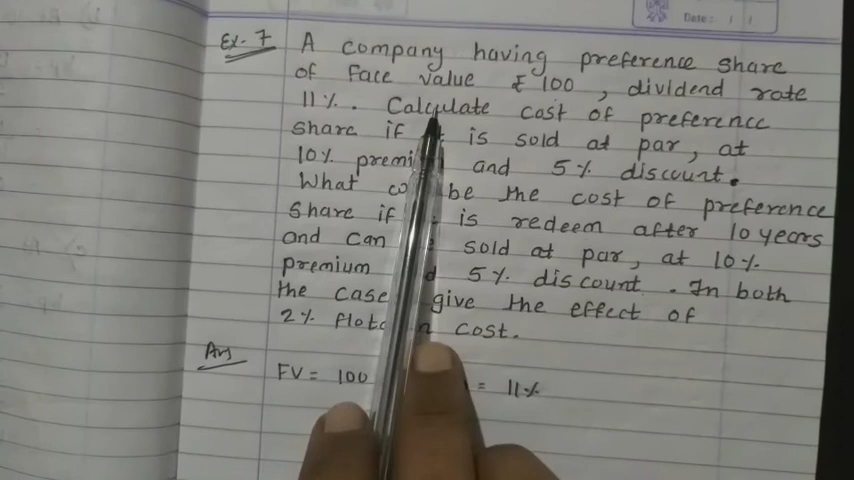 Date: / /
Ex. 7 A company having preference share
of Face value ₹ 100, dividend rate
11%. Calculate cost of preference
share if is sold at par, at
10% premi and 5% discount.
What co be the cost of preference
share if is redeem after 10 years
and can sold at par, at 10%
premium 5% discount. In both
the case give the effect of
2% flota n cost.
Ans
FV = 100 = 11%